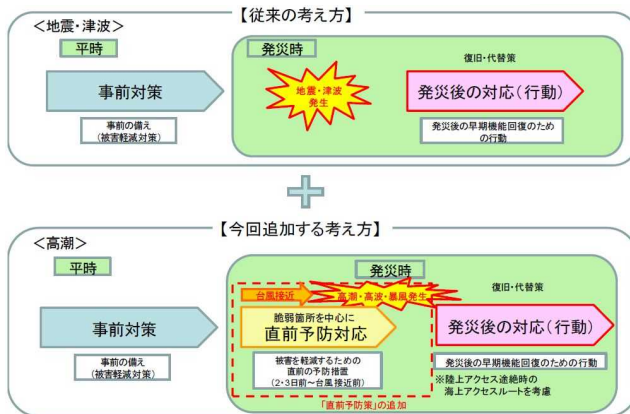 【従来の考え方】
＜地震・津波＞
平時
発災時
復旧・代替策
事前対策
地震・津波
発生
発災後の対応(行動)
事前の備え
(被害軽減対策)
発災後の早期機能回復のため
の行動
【今回追加する考え方】
＜高潮＞
平時
発災時
復旧・代替策
台風接近
高潮・高波・暴風発生
脆弱箇所を中心に
事前対策
直前予防対応
発災後の対応(行動)
事前の備え
(被害軽減対策)
被害を軽減するための
直前の予防措置
(2・3日前～台風接近前)
発災後の早期機能回復のための行動
※陸上アクセス途絶時の
海上アクセスルートを考慮
「直前予防策」の追加